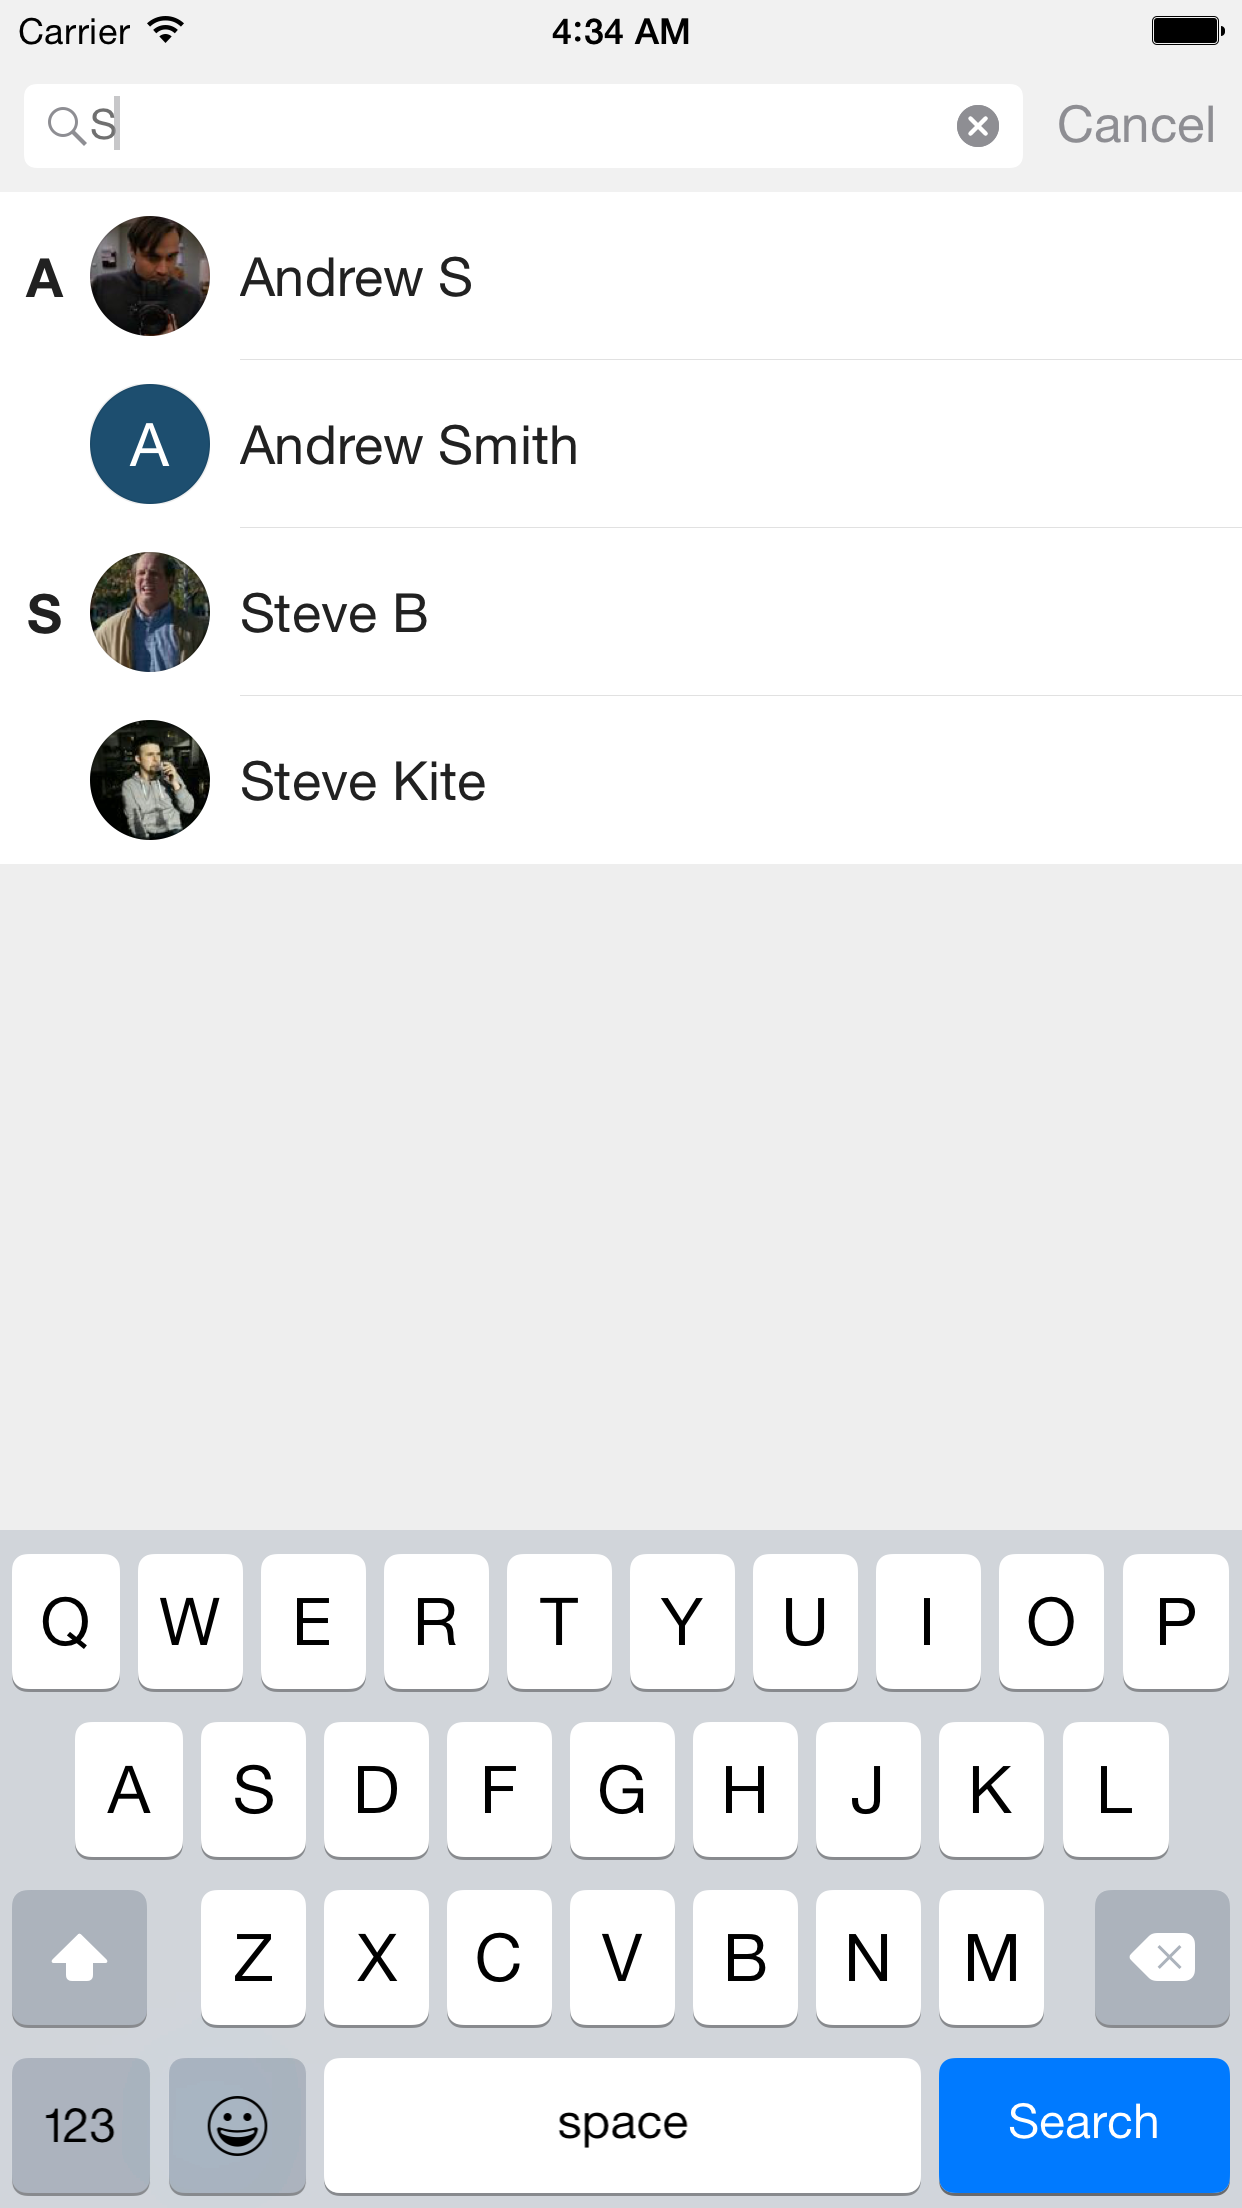 Carrier 4:34 AM
S Cancel
A Andrew S
A Andrew Smith
S Steve B
Steve Kite
Q W E R T Y U I O P
A S D F G H J K L
Z X C V B N M
123 space Search